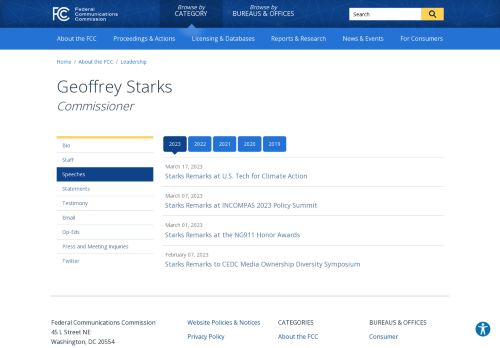 FCC Federal Communications Commission
Browse by CATEGORY
Browse by BUREAUS & OFFICES
Search
About the FCC Proceedings & Actions Licensing & Databases Reports & Research News & Events For Consumers
Home / About the FCC / Leadership
Geoffrey Starks
Commissioner
Bio
Staff
Speeches
Statements
Testimony
Email
Op-Eds
Press and Meeting Inquiries
Twitter
2023 2022 2021 2020 2019
March 17, 2023
Starks Remarks at U.S. Tech for Climate Action
March 07, 2023
Starks Remarks at INCOMPAS 2023 Policy Summit
March 01, 2023
Starks Remarks at the NG911 Honor Awards
February 07, 2023
Starks Remarks to CEDC Media Ownership Diversity Symposium
Federal Communications Commission
45 L Street NE
Washington, DC 20554
Website Policies & Notices
Privacy Policy
CATEGORIES
About the FCC
BUREAUS & OFFICES
Consumer